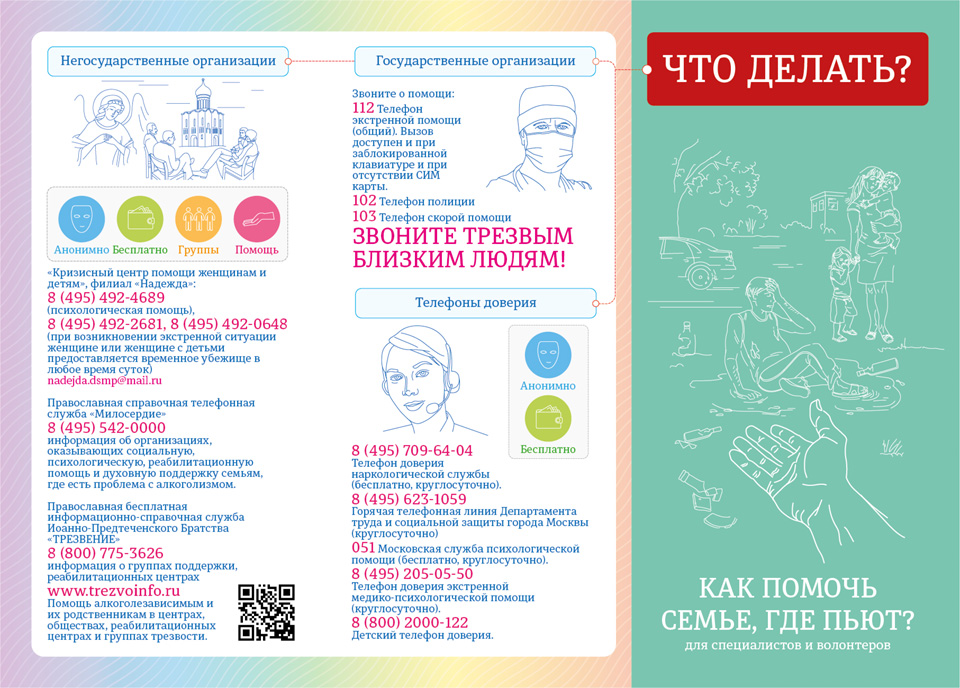 Негосударственные организации
Анонимно Бесплатно Группы Помощь
«Кризисный центр помощи женщинам и
детям», филиал «Надежда»:
8 (495) 492-4689
(психологическая помощь),
8 (495) 492-2681, 8 (495) 492-0648
(при возникновении экстренной ситуации
женщине или женщине с детьми
предоставляется временное убежище в
любое время суток)
nadejda.dsmp@mail.ru
Православная справочная телефонная
служба «Милосердие»
8 (495) 542-0000
информация об организациях,
оказывающих социальную,
психологическую, реабилитационную
помощь и духовную поддержку семьям,
где есть проблема с алкоголизмом.
Православная бесплатная
информационно-справочная служба
Иоанно-Предтеченского Братства
«ТРЕЗВЕНИЕ»
8 (800) 775-3626
информация о группах поддержки,
реабилитационных центрах
www.trezvoinfo.ru
Помощь алкоголезависимым и
их родственникам в центрах,
обществах, реабилитационных
центрах и группах трезвости.
Государственные организации
Звоните о помощи:
112 Телефон
экстренной помощи
(общий). Вызов
доступен и при
заблокированной
клавиатуре и при
отсутствии СИМ
карты.
102 Телефон полиции
103 Телефон скорой помощи
ЗВОНИТЕ ТРЕЗВЫМ
БЛИЗКИМ ЛЮДЯМ!
Телефоны доверия
Анонимно
Бесплатно
8 (495) 709-64-04
Телефон доверия
наркологической службы
(бесплатно, круглосуточно).
8 (495) 623-1059
Горячая телефонная линия Департамента
труда и социальной защиты города Москвы
(круглосуточно)
051 Московская служба психологической
помощи (бесплатно, круглосуточно).
8 (495) 205-05-50
Телефон доверия экстренной
медико-психологической помощи
(круглосуточно).
8 (800) 2000-122
Детский телефон доверия.
ЧТО ДЕЛАТЬ?
КАК ПОМОЧЬ
СЕМЬЕ, ГДЕ ПЬЮТ?
для специалистов и волонтеров